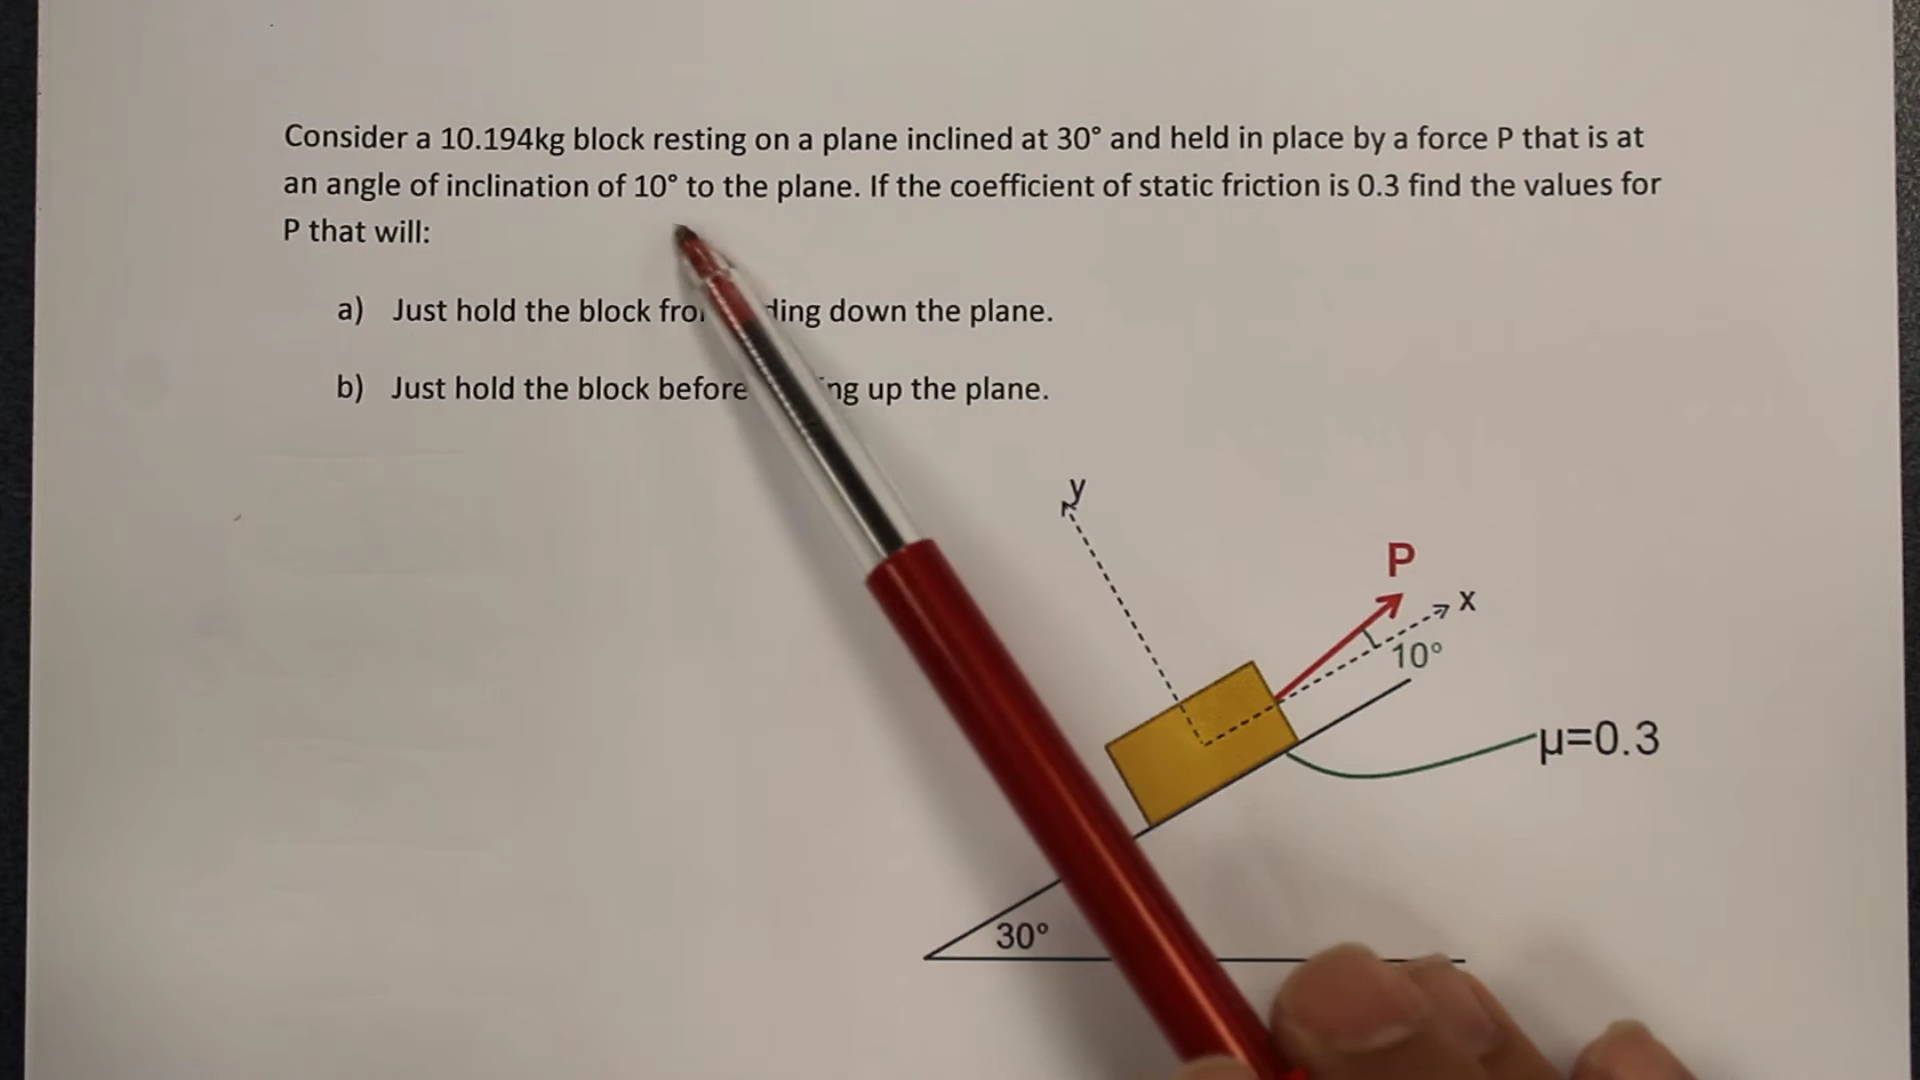 Consider a 10.194kg block resting on a plane inclined at 30° and held in place by a force P that is at
an angle of inclination of 10° to the plane. If the coefficient of static friction is 0.3 find the values for
P that will:
a) Just hold the block down the plane.
b) Just hold the block before up the plane.
y
P
x
10°
μ=0.3
30°